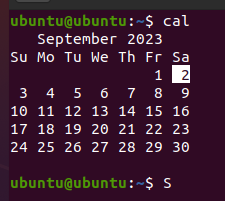 ubuntu@ubuntu:~$ cal
   September 2023
Su Mo Tu We Th Fr Sa
                1  2
 3  4  5  6  7  8  9
10 11 12 13 14 15 16
17 18 19 20 21 22 23
24 25 26 27 28 29 30
ubuntu@ubuntu:~$ S